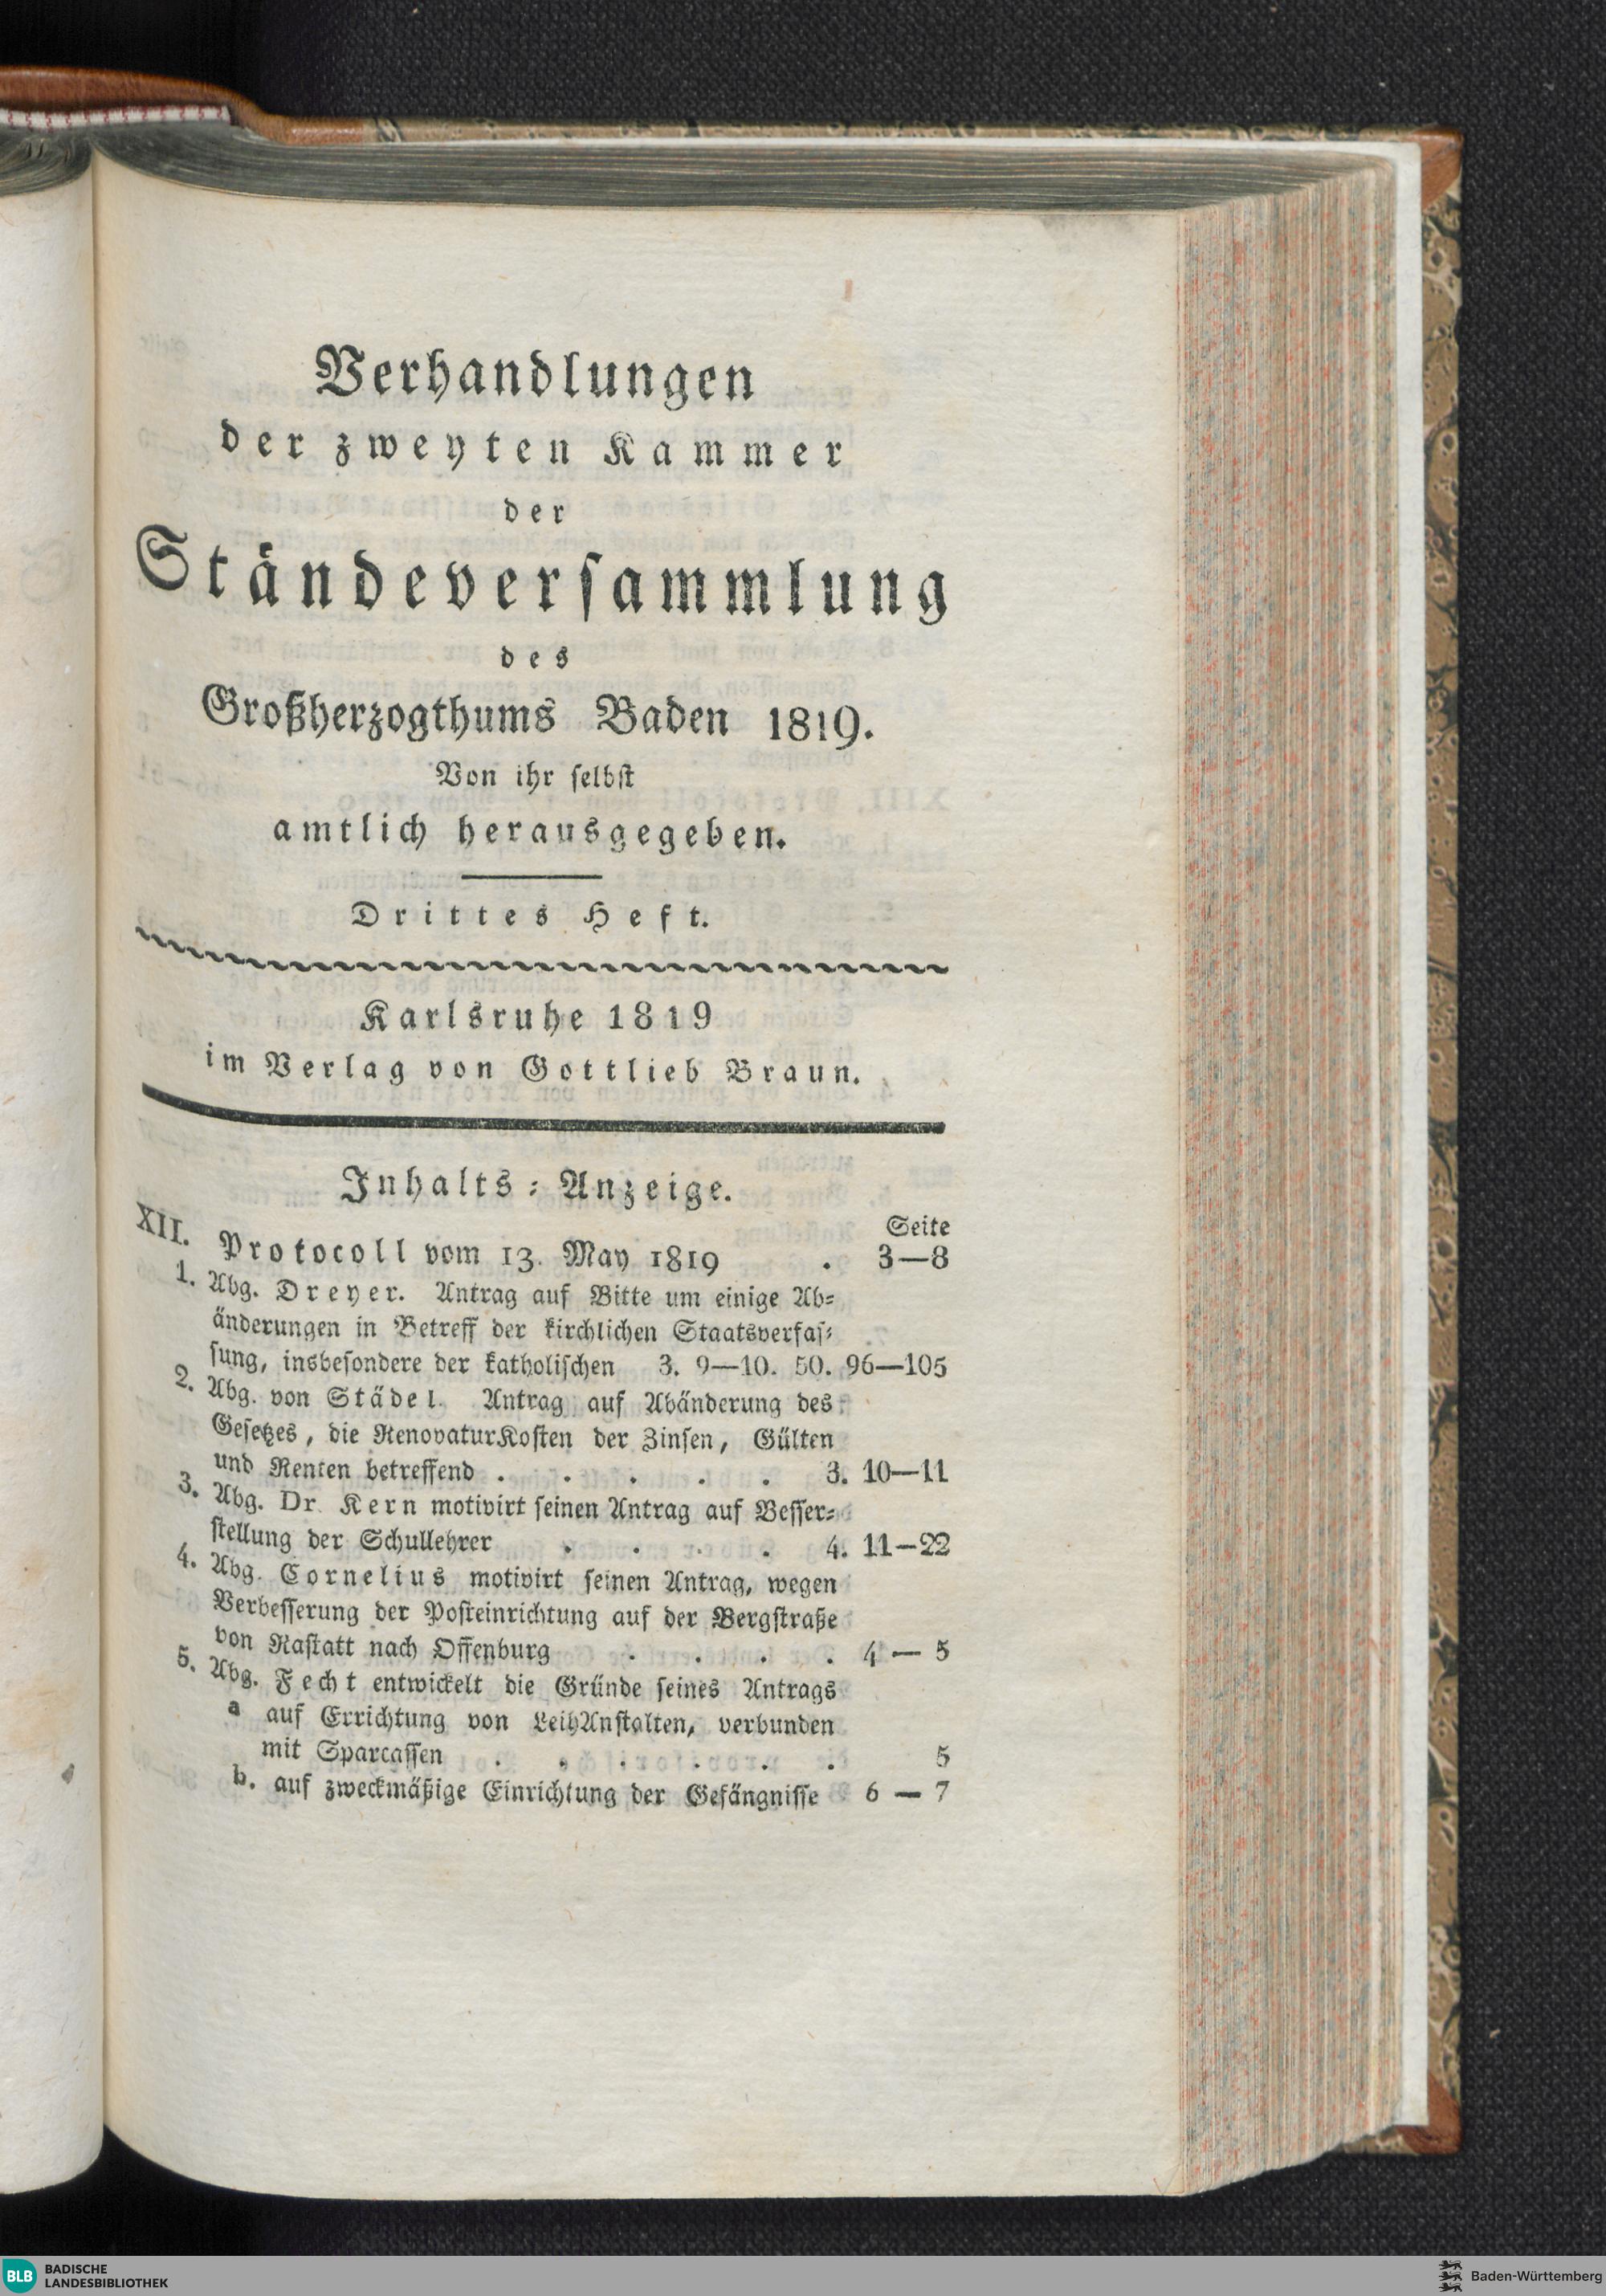 Verhandlungen
der zweyten Kammer
der
Ständeversammlung
des
Großherzogthums Baden 1819.
Von ihr selbst
amtlich herausgegeben.
Drittes Heft.
Karlsruhe 1819
im Verlag von Gottlieb Braun.
Inhalts-Anzeige.
Seite
XII. Protocoll vom 13. May 1819 . 3—8
1. Abg. Dreyer. Antrag auf Bitte um einige Ab-
änderungen in Betreff der kirchlichen Staatsverfas-
sung, insbesondere der katholischen 3. 9—10. 50. 96—105
2. Abg. von Städel. Antrag auf Abänderung des
Gesetzes, die RenovaturKosten der Zinsen, Gülten
und Renten betreffend . . . . . 3. 10—11
3. Abg. Dr. Kern motivirt seinen Antrag auf Besser-
stellung der Schullehrer . . . . 4. 11—22
4. Abg. Cornelius motivirt seinen Antrag, wegen
Verbesserung der Posteinrichtung auf der Bergstraße
von Rastatt nach Offenburg . . . . 4 — 5
5. Abg. Fecht entwickelt die Gründe seines Antrags
a auf Errichtung von LeihAnstalten, verbunden
mit Sparcassen . . . . . . 5
b. auf zweckmäßige Einrichtung der Gefängnisse 6 — 7
BLB BADISCHE
LANDESBIBLIOTHEK
Baden-Württemberg